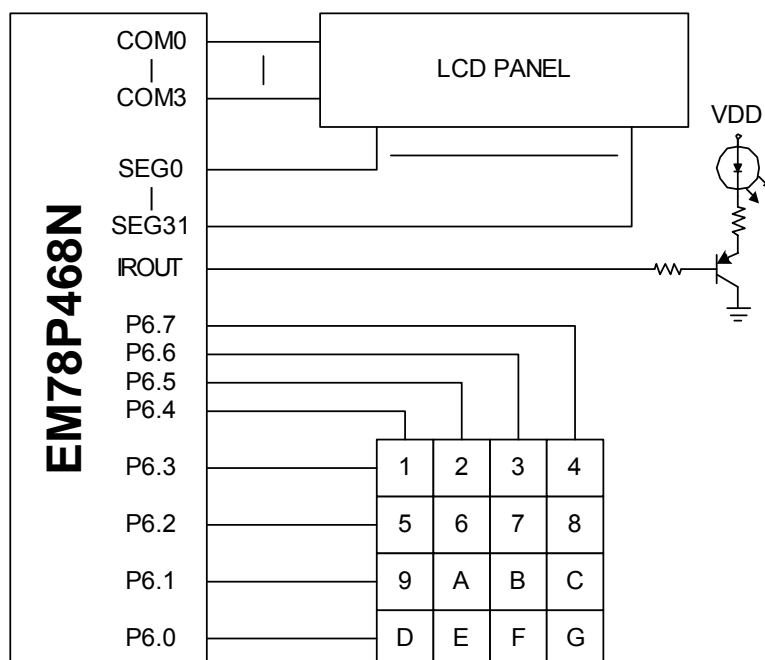 COM0
COM3
LCD PANEL
VDD
SEG0
SEG31
IROUT
EM78P468N
P6.7
P6.6
P6.5
P6.4
P6.3 1 2 3 4
P6.2 5 6 7 8
P6.1 9 A B C
P6.0 D E F G